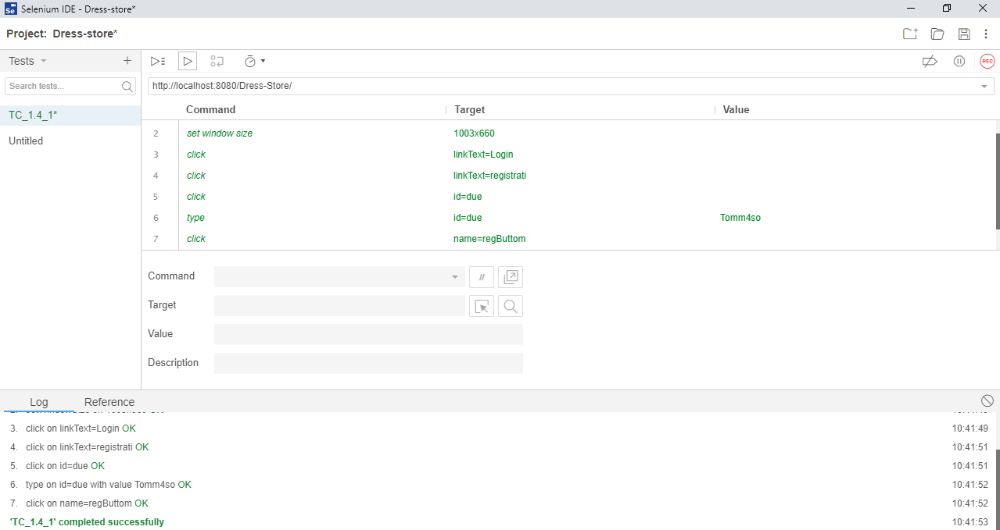 Se Selenium IDE - Dress-store*
Project: Dress-store*
Tests
REC
Search tests...
http://localhost:8080/Dress-Store/
Command Target Value
TC_1.4_1*
Untitled
2 set window size 1003x660
3 click linkText=Login
4 click linkText=registrati
5 click id=due
6 type id=due Tomm4so
7 click name=regButtom
Command //
Target
Value
Description
Log Reference
3. click on linkText=Login OK 10:41:49
4. click on linkText=registrati OK 10:41:51
5. click on id=due OK 10:41:51
6. type on id=due with value Tomm4so OK 10:41:52
7. click on name=regButtom OK 10:41:52
'TC_1.4_1' completed successfully 10:41:53